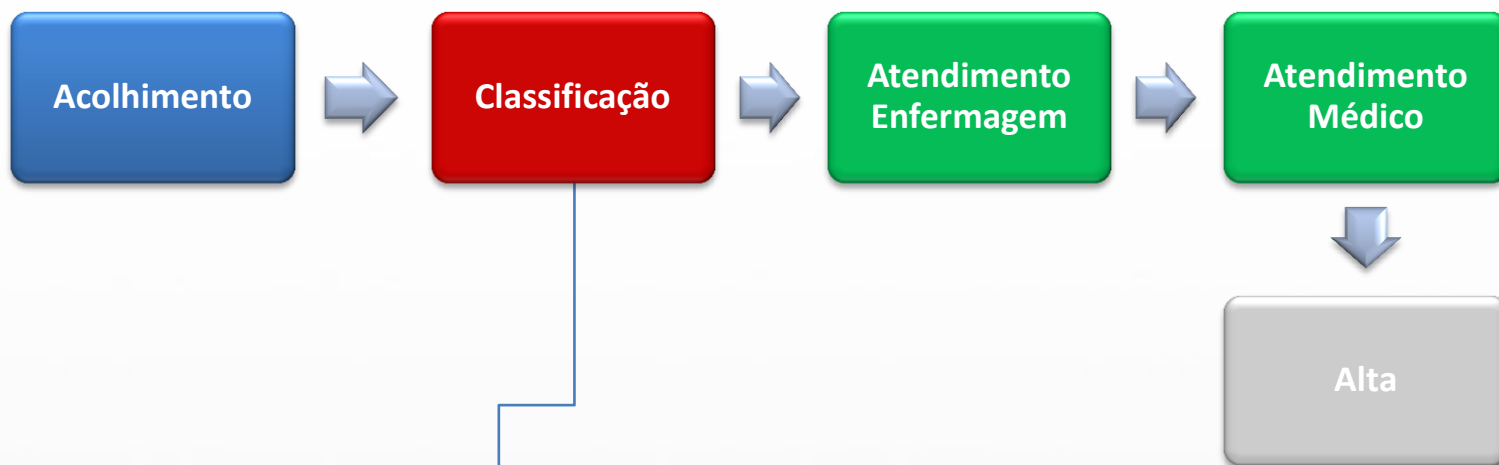 Acolhimento
Classificação
Atendimento
Enfermagem
Atendimento
Médico
Alta